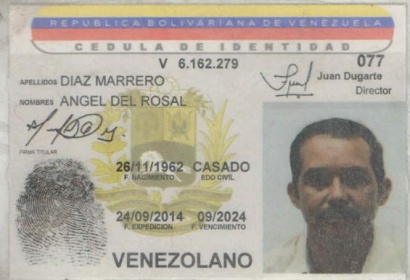 REPUBLICA BOLIVARIANA DE VENEZUELA
CEDULA DE IDENTIDAD
V 6.162.279
077
APELLIDOS DIAZ MARRERO
Juan Dugarte
Director
NOMBRES ANGEL DEL ROSAL
FIRMA TITULAR
26/11/1962 CASADO
F. NACIMIENTO EDO CIVIL
24/09/2014 09/2024
F. EXPEDICION F. VENCIMIENTO
VENEZOLANO